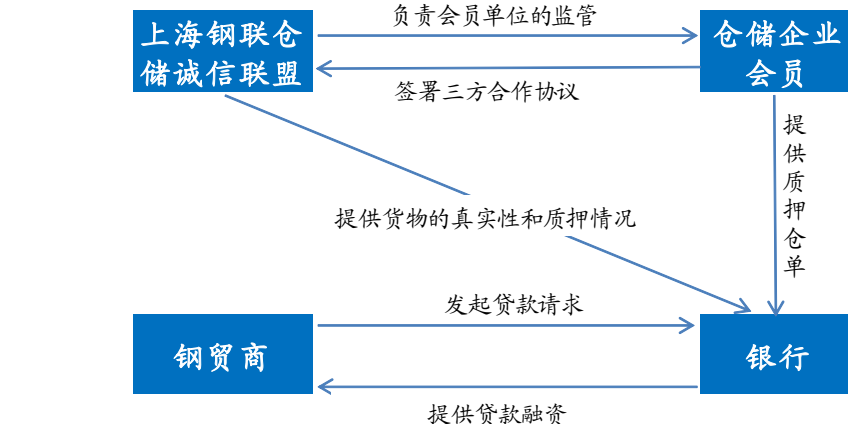 负责会员单位的监管
上海钢联仓
储诚信联盟
仓储企业
会员
签署三方合作协议
提供质押仓单
提供货物的真实性和质押情况
发起贷款请求
钢贸商
银行
提供贷款融资